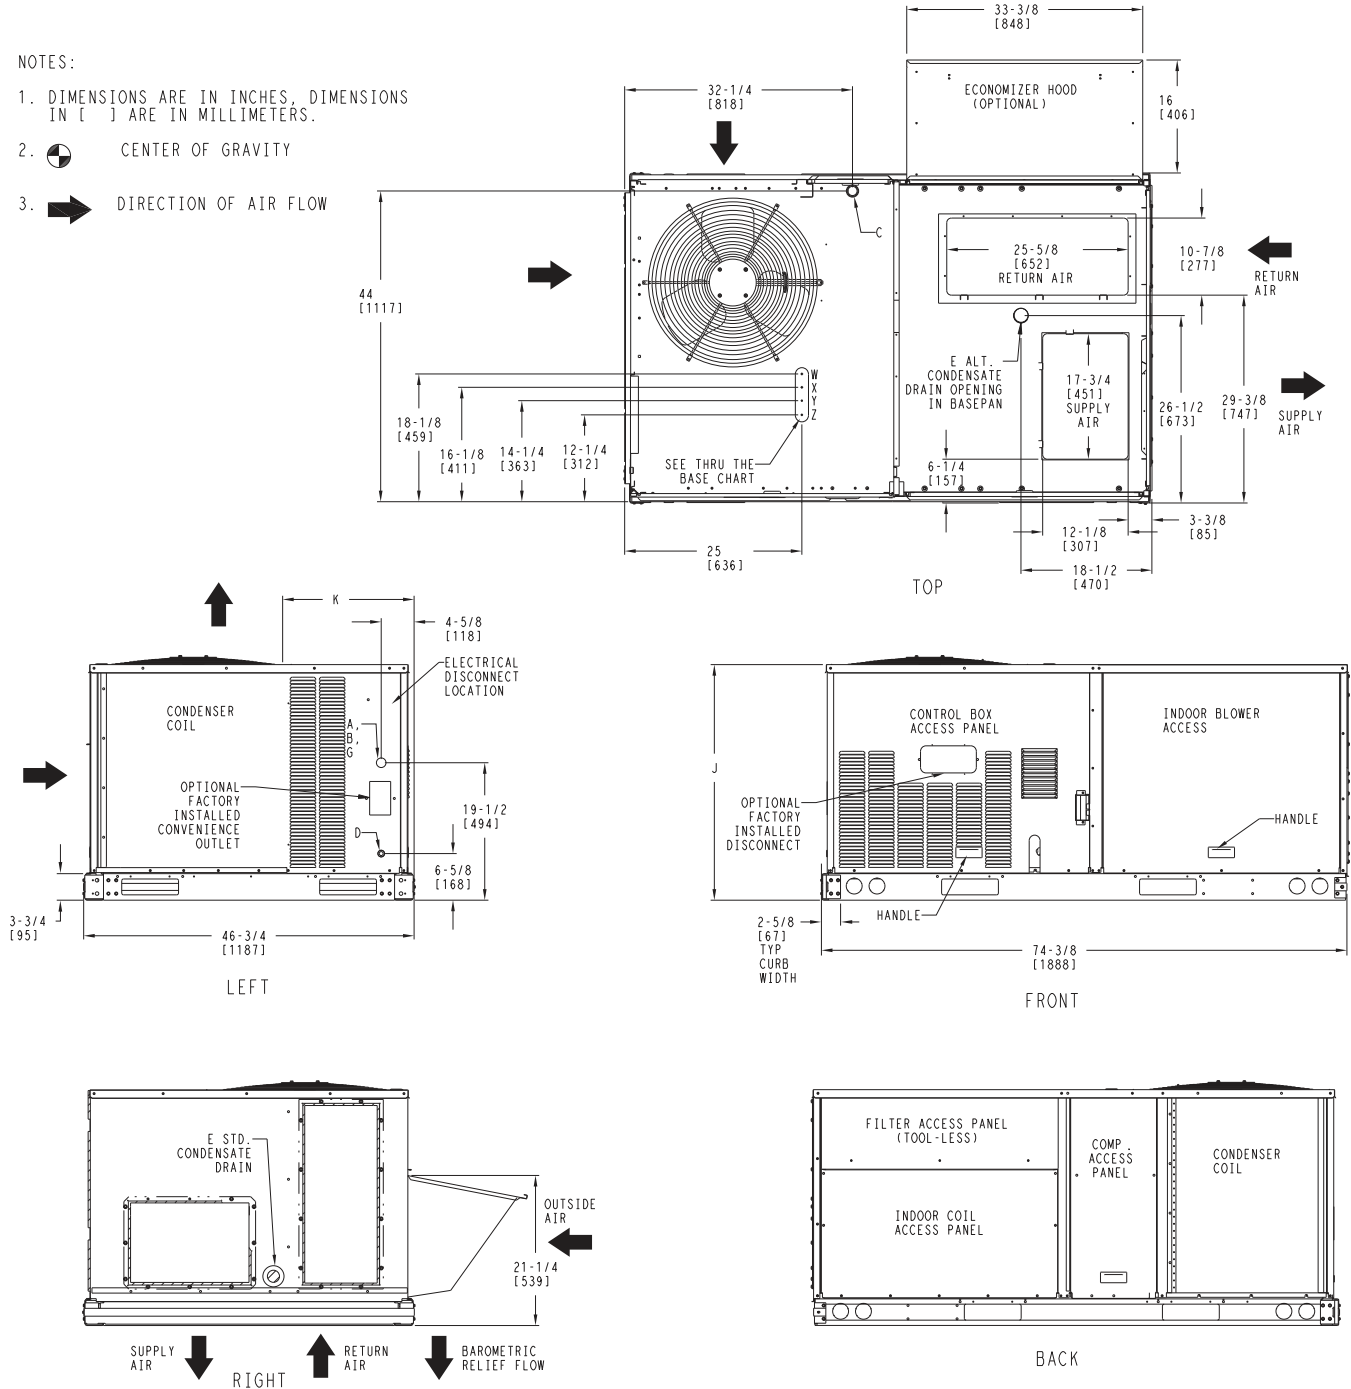 NOTES:
1. DIMENSIONS ARE IN INCHES, DIMENSIONS
IN [ ] ARE IN MILLIMETERS.
2. CENTER OF GRAVITY
3. DIRECTION OF AIR FLOW
33-3/8
[848]
32-1/4
[818]
ECONOMIZER HOOD
(OPTIONAL)
16
[406]
C
25-5/8
[652]
RETURN AIR
10-7/8
[277]
RETURN
AIR
44
[1117]
E ALT.
CONDENSATE
DRAIN OPENING
IN BASEPAN
17-3/4
[451]
SUPPLY
AIR
W
X
Y
Z
18-1/8
[459]
16-1/8
[411]
14-1/4
[363]
12-1/4
[312]
SEE THRU THE
BASE CHART
6-1/4
[157]
26-1/2
[673]
29-3/8
[747]
SUPPLY
AIR
25
[636]
12-1/8
[307]
3-3/8
[85]
18-1/2
[470]
TOP
K
4-5/8
[118]
ELECTRICAL
DISCONNECT
LOCATION
CONDENSER
COIL
A,
B,
G
OPTIONAL
FACTORY
INSTALLED
CONVENIENCE
OUTLET
D
19-1/2
[494]
6-5/8
[168]
3-3/4
[95]
46-3/4
[1187]
LEFT
J
CONTROL BOX
ACCESS PANEL
INDOOR BLOWER
ACCESS
OPTIONAL
FACTORY
INSTALLED
DISCONNECT
HANDLE
HANDLE
2-5/8
[67]
TYP
CURB
WIDTH
74-3/8
[1888]
FRONT
E STD.
CONDENSATE
DRAIN
OUTSIDE
AIR
21-1/4
[539]
SUPPLY
AIR
RETURN
AIR
BAROMETRIC
RELIEF FLOW
RIGHT
FILTER ACCESS PANEL
(TOOL-LESS)
COMP.
ACCESS
PANEL
CONDENSER
COIL
INDOOR COIL
ACCESS PANEL
BACK